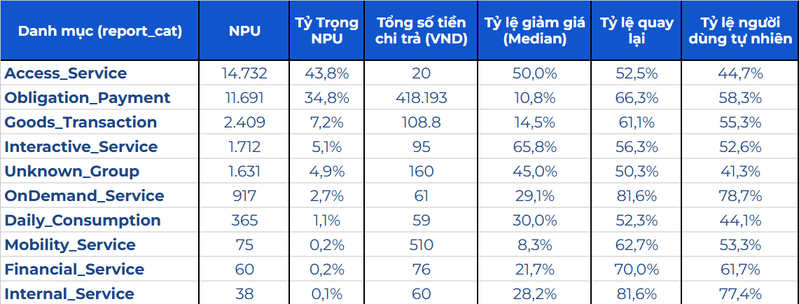 Danh mục (report_cat) NPU Tỷ Trọng NPU Tổng số tiền chi trả (VND) Tỷ lệ giảm giá (Median) Tỷ lệ quay lại Tỷ lệ người dùng tự nhiên
Access_Service 14.732 43,8% 20 50,0% 52,5% 44,7%
Obligation_Payment 11.691 34,8% 418.193 10,8% 66,3% 58,3%
Goods_Transaction 2.409 7,2% 108.8 14,5% 61,1% 55,3%
Interactive_Service 1.712 5,1% 95 65,8% 56,3% 52,6%
Unknown_Group 1.631 4,9% 160 45,0% 50,3% 41,3%
OnDemand_Service 917 2,7% 61 29,1% 81,6% 78,7%
Daily_Consumption 365 1,1% 59 30,0% 52,3% 44,1%
Mobility_Service 75 0,2% 510 8,3% 62,7% 53,3%
Financial_Service 60 0,2% 76 21,7% 70,0% 61,7%
Internal_Service 38 0,1% 60 28,2% 81,6% 77,4%